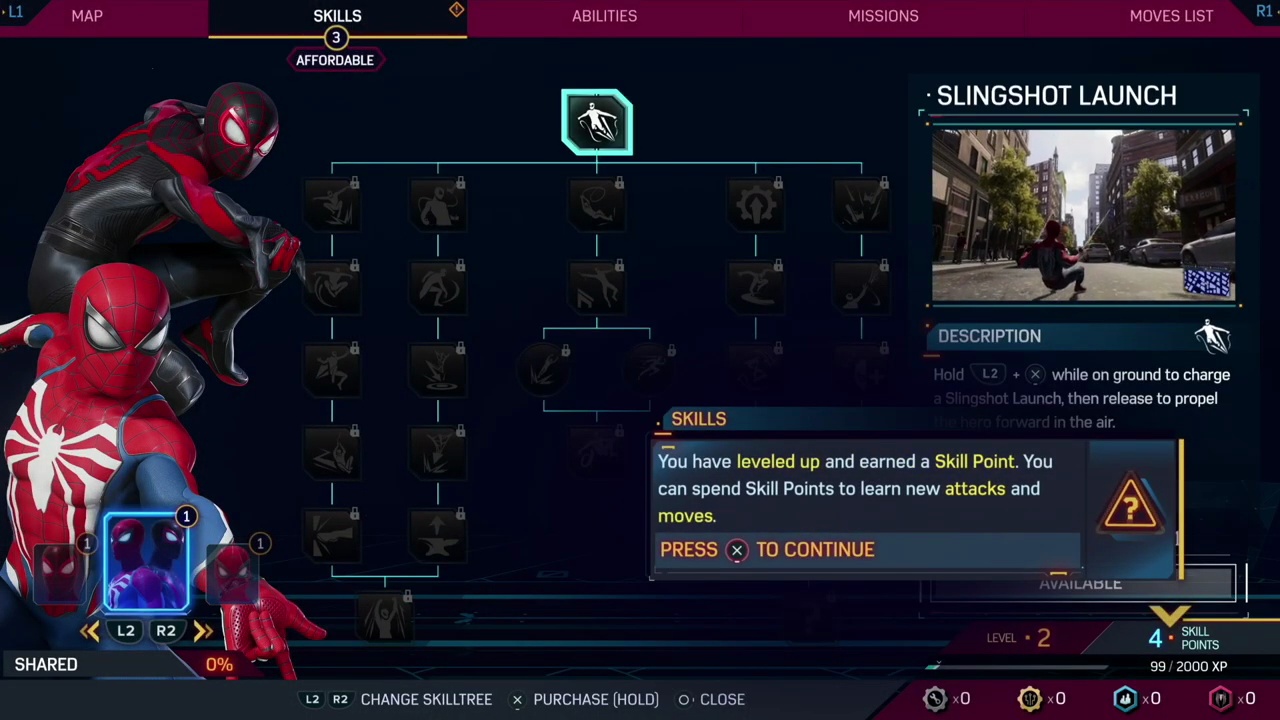 L1
MAP
SKILLS
ABILITIES
MISSIONS
MOVES LIST
R1
3
AFFORDABLE
SLINGSHOT LAUNCH
DESCRIPTION
Hold L2 + while on ground to charge
a Slingshot Launch, then release to propel
the hero forward in the air.
SKILLS
You have leveled up and earned a Skill Point. You
can spend Skill Points to learn new attacks and
moves.
PRESS TO CONTINUE
AVAILABLE
1
1
1
L2 R2
SHARED 0%
LEVEL · 2
4 · SKILL
POINTS
99 / 2000 XP
L2 R2 CHANGE SKILLTREE PURCHASE (HOLD) CLOSE
x0 x0 x0 x0